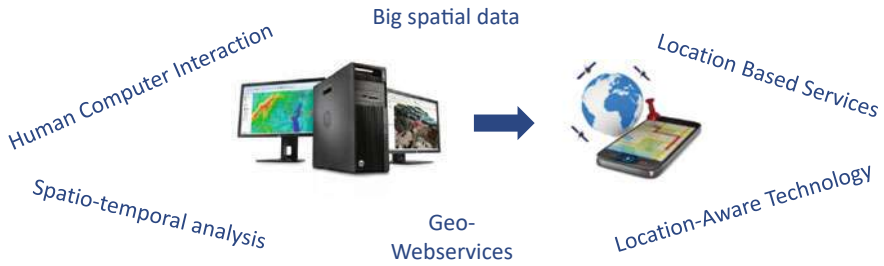 Big spatial data
Human Computer Interaction
Location Based Services
Spatio-temporal analysis
Geo-
Webservices
Location-Aware Technology